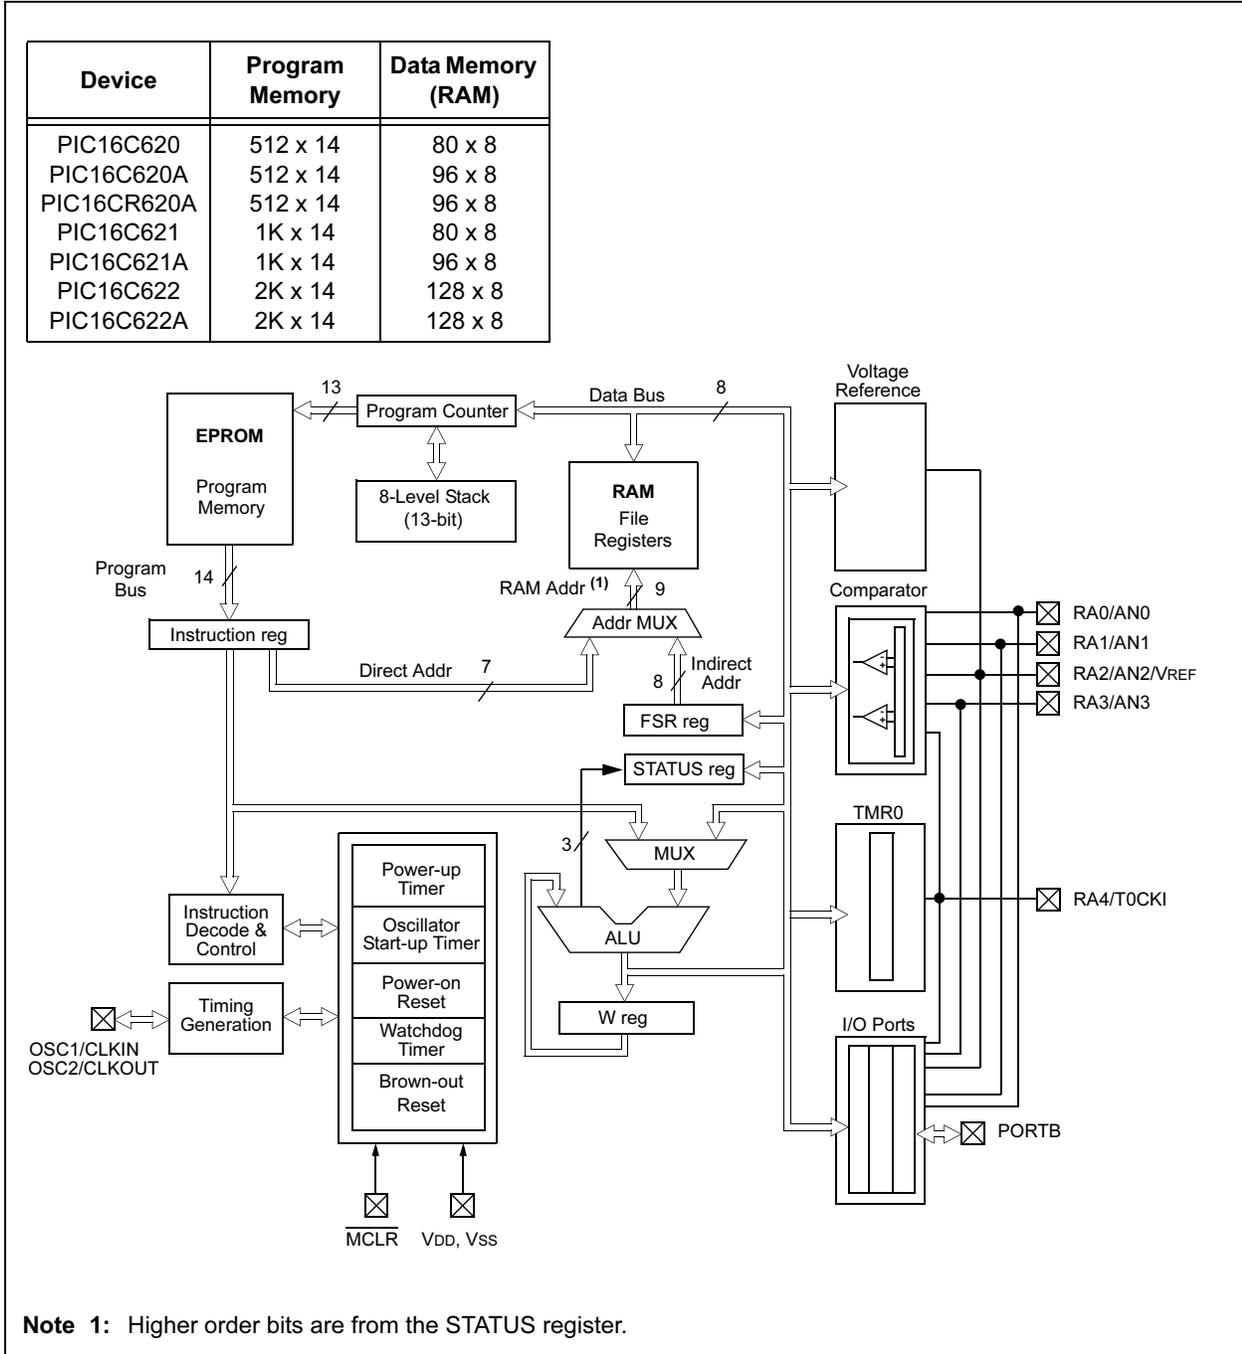 Device Program Memory Data Memory (RAM)
PIC16C620 512 x 14 80 x 8
PIC16C620A 512 x 14 96 x 8
PIC16CR620A 512 x 14 96 x 8
PIC16C621 1K x 14 80 x 8
PIC16C621A 1K x 14 96 x 8
PIC16C622 2K x 14 128 x 8
PIC16C622A 2K x 14 128 x 8
Voltage
Reference
13
Program Counter
Data Bus
8
EPROM
Program
Memory
8-Level Stack
(13-bit)
RAM
File
Registers
Program
Bus
14
RAM Addr (1)
9
Comparator
Addr MUX
Instruction reg
Direct Addr
7
Indirect
Addr
8
FSR reg
STATUS reg
- +
- +
RA0/AN0
RA1/AN1
RA2/AN2/VREF
RA3/AN3
TMR0
3
MUX
Power-up
Timer
Oscillator
Start-up Timer
Power-on
Reset
Watchdog
Timer
Brown-out
Reset
Instruction
Decode &
Control
ALU
RA4/T0CKI
Timing
Generation
W reg
I/O Ports
OSC1/CLKIN
OSC2/CLKOUT
PORTB
MCLR
VDD, VSS
Note 1: Higher order bits are from the STATUS register.